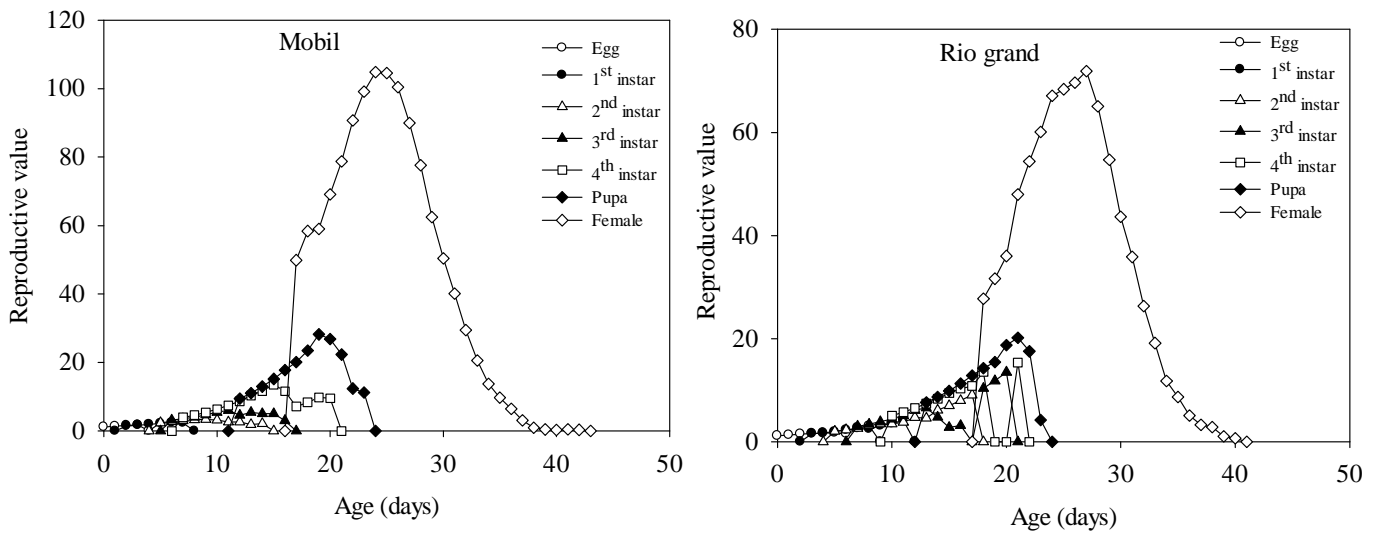 Mobil
Reproductive value
120
100
80
60
40
20
0
0 10 20 30 40 50
Age (days)
Egg
1st instar
2nd instar
3rd instar
4th instar
Pupa
Female
Rio grand
Reproductive value
80
60
40
20
0
0 10 20 30 40 50
Age (days)
Egg
1st instar
2nd instar
3rd instar
4th instar
Pupa
Female